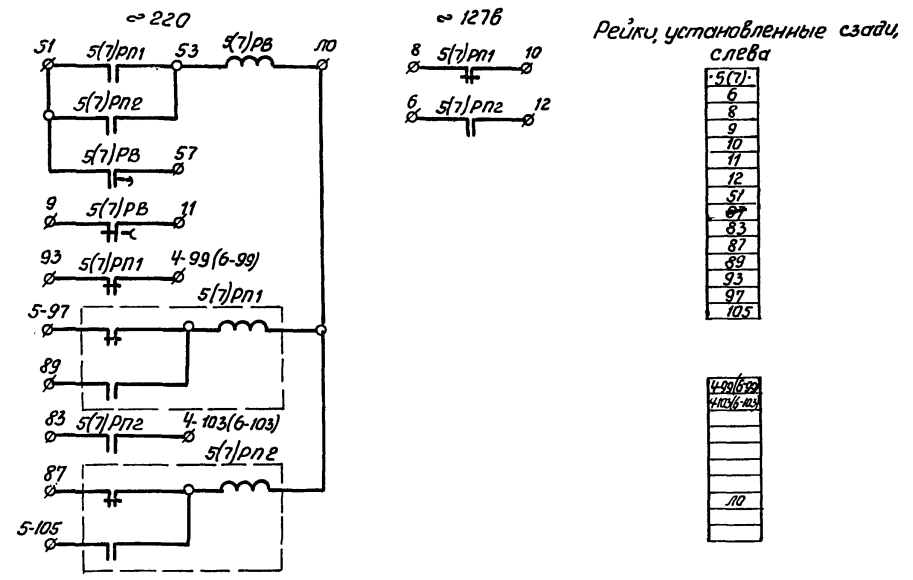 ∾ 220
51 5(7)РП1 53 5(7)РВ ЛО
5(7)РП2
5(7)РВ 57
9 5(7)РВ 11
93 5(7)РП1 4-99(6-99)
5(7)РП1
5-97
89
83 5(7)РП2 4-103(6-103)
5(7)РП2
87
5-105
∾ 127в
8 5(7)РП1 10
6 5(7)РП2 12
Рейки, установленные сзади,
слева
·5(7)·
6
8
9
10
11
12
51
83
87
89
93
97
105
4-99(6-99)
4-103(6-103)
ЛО